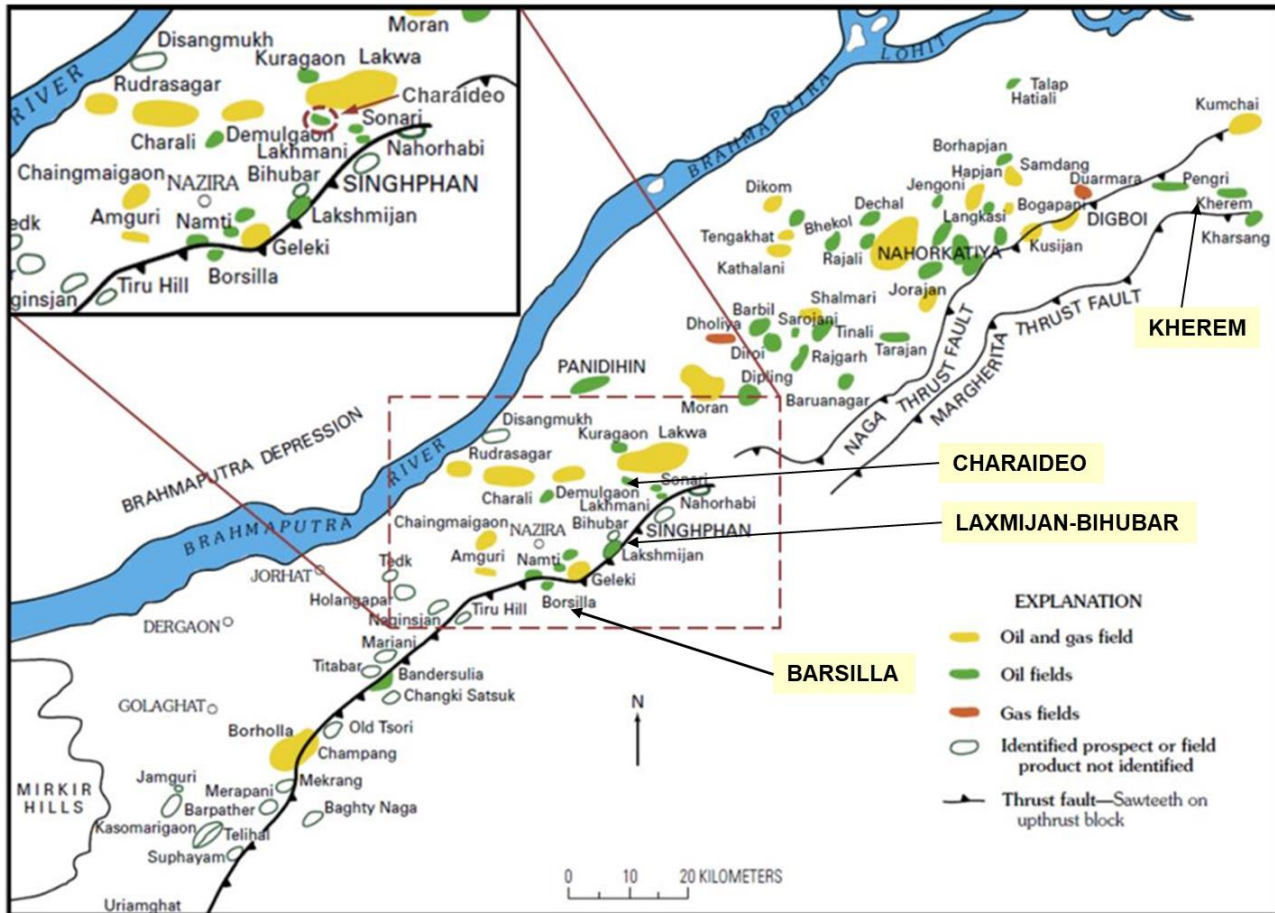 Moran
Disangmukh
Kuragaon
Lakwa
Rudrasagar
Charaideo
RIVER
Sonari
Charali
Demulgaon
Lakhmani
Nahorhabi
Chaingmaigaon
Bihubar
NAZIRA
SINGHPHAN
Amguri
Namti
Lakshmijan
Tedk
Geleki
Borsilla
Tiru Hill
aginsjan
LOHIT
BRAHMAPUTRA
Talap
Hatiali
Kumchai
Borhapjan
Hapjan
Samdang
Duarmara
Pengri
Dikom
Jengoni
Dechal
Bhekol
Langkasi
Bogapani
Kherem
DIGBOI
Tengakhat
Kharsang
NAHORKATIYA
Kusijan
Rajali
Kathalani
Jorajan
Shalmari
Barbil
Sarojani
Dholiya
Tinali
THRUST FAULT
KHEREM
Diroi
Rajgarh
Tarajan
PANIDIHIN
Dipling
Baruanagar
Moran
NAGA THRUST FAULT
MARGHERITA
BRAHMAPUTRA DEPRESSION
Disangmukh
RIVER
Kuragaon
Lakwa
Rudrasagar
CHARAIDEO
Sonari
Charali
Demulgaon
Lakhmani
Nahorhabi
BRAHMAPUTRA
Chaingmaigaon
Bihubar
NAZIRA
SINGHPHAN
LAXMIJAN-BIHUBAR
Amguri
Namti
Lakshmijan
Tedk
JORHAT
Geleki
Holangapar
Borsilla
Naginsjan
Tiru Hill
DERGAON
Mariani
Titabar
Bandersulia
BARSILLA
Changki Satsuk
GOLAGHAT
Old Tsori
Borholla
Champang
N
Jamguri
Merapani
Mekrang
MIRKIR
HILLS
Barpather
Baghty Naga
Kasomarigaon
Telihal
Suphayam
Uriamghat
0 10 20 KILOMETERS
EXPLANATION
Oil and gas field
Oil fields
Gas fields
Identified prospect or field
product not identified
Thrust fault—Sawteeth on
upthrust block